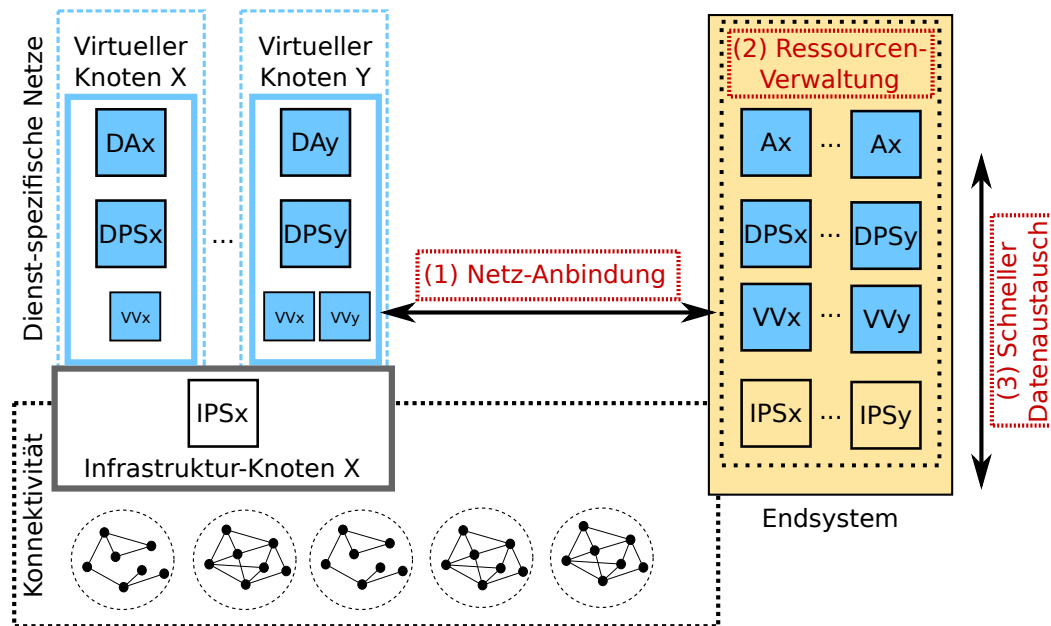 Dienst-spezifische Netze
Virtueller
Knoten X
DAx
DPSx
VVx
...
Virtueller
Knoten Y
DAy
DPSy
VVx VVy
IPSx
Infrastruktur-Knoten X
Konnektivität
(1) Netz-Anbindung
(2) Ressourcen-
Verwaltung
Ax ... Ax
DPSx ... DPSy
VVx ... VVy
IPSx ... IPSy
Endsystem
(3) Schneller
Datenaustausch